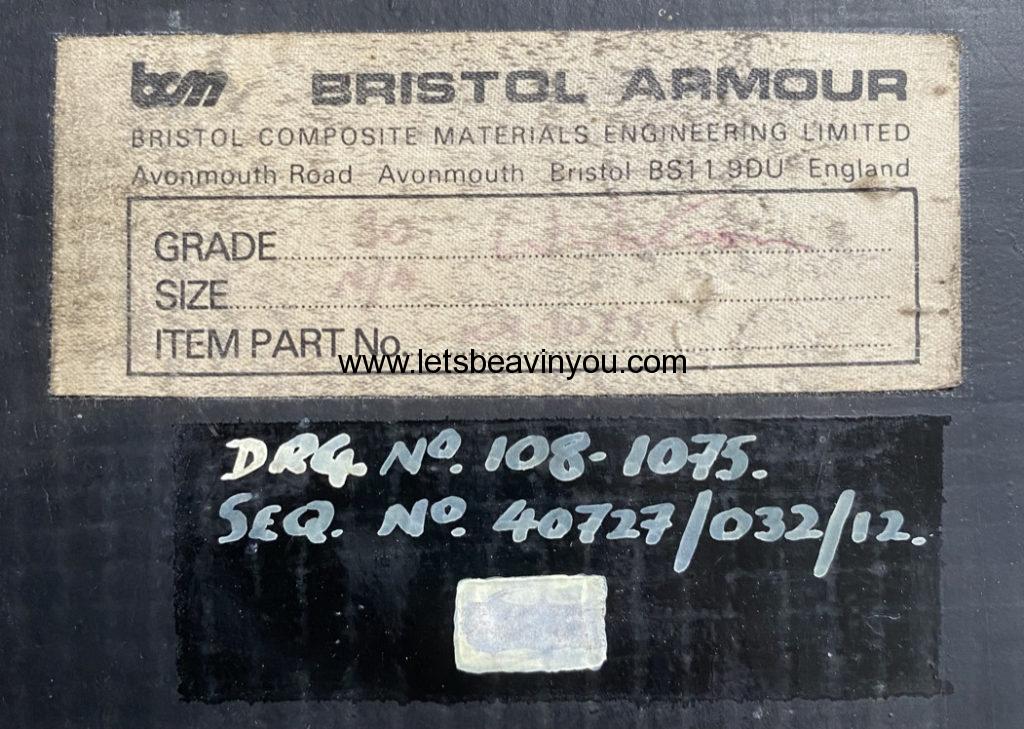 bcm BRISTOL ARMOUR
BRISTOL COMPOSITE MATERIALS ENGINEERING LIMITED
Avonmouth Road Avonmouth Bristol BS11 9DU England
GRADE
SIZE N/A
ITEM PART No. 1075
www.letsbeavinyou.com
DRG. No. 108-1075.
SEQ. No. 40727/032/12.